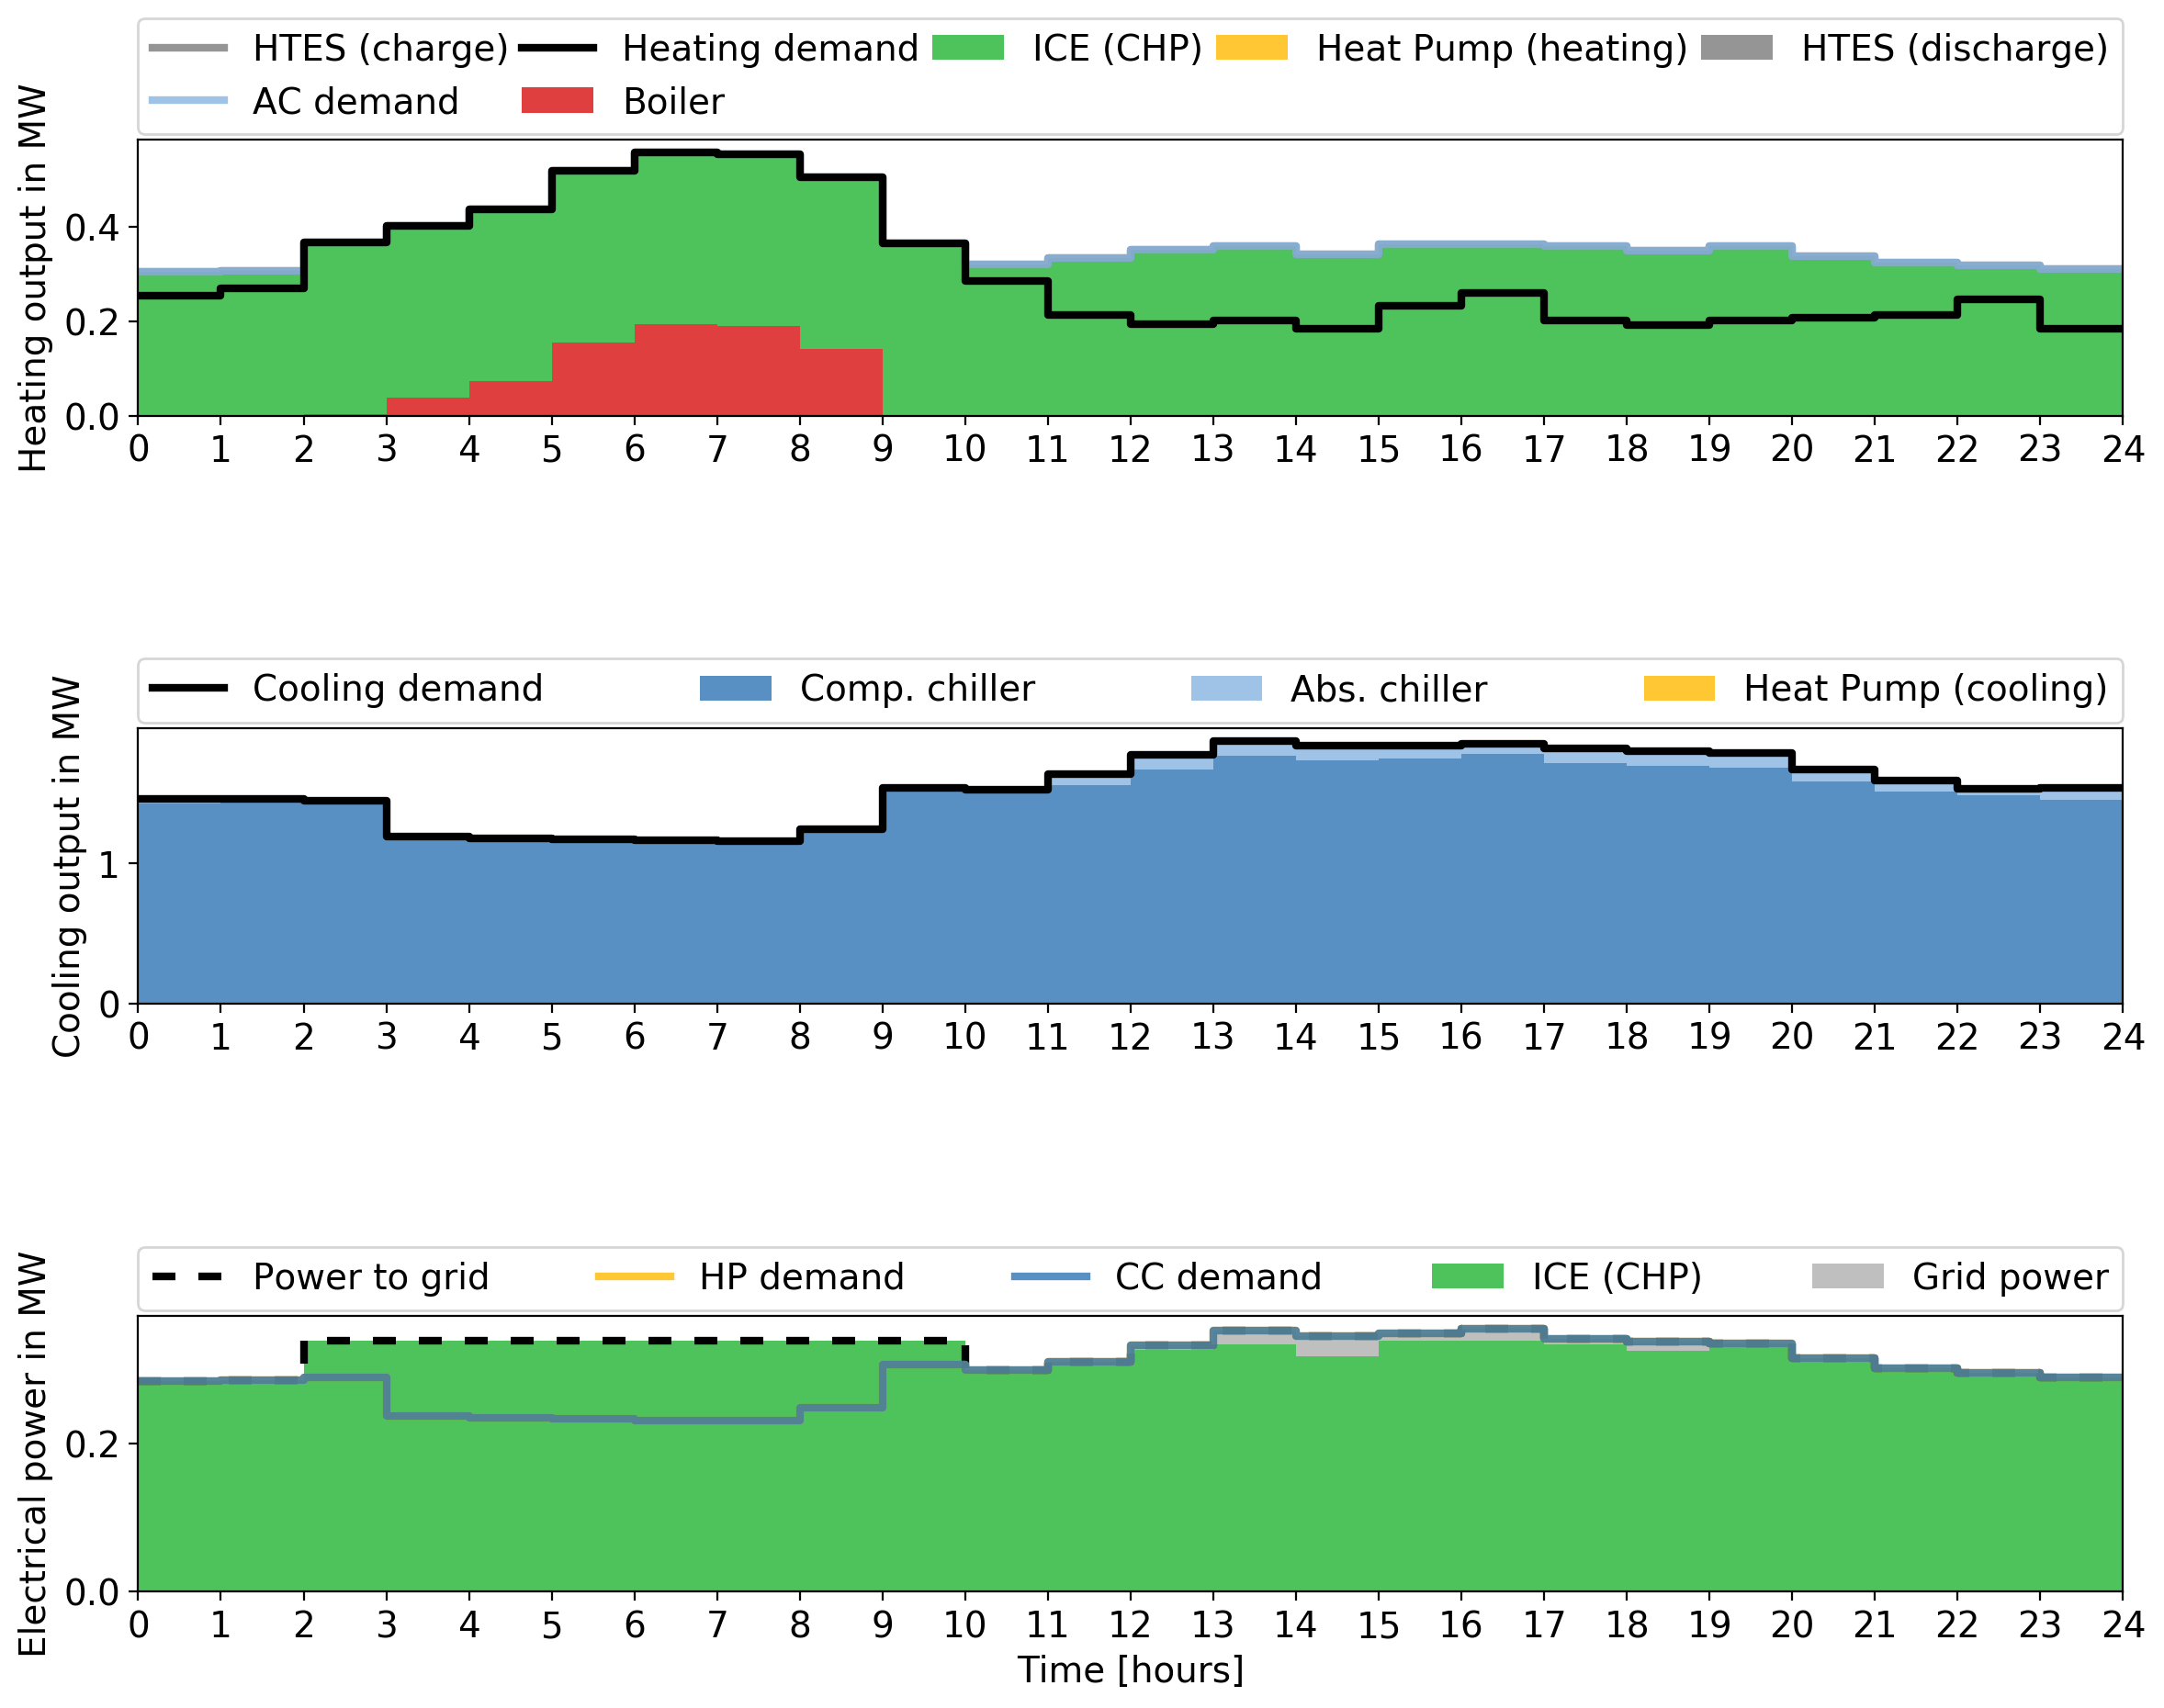 HTES (charge) Heating demand ICE (CHP) Heat Pump (heating) HTES (discharge)
AC demand Boiler
Heating output in MW
0.4
0.2
0.0
0 1 2 3 4 5 6 7 8 9 10 11 12 13 14 15 16 17 18 19 20 21 22 23 24
Cooling demand Comp. chiller Abs. chiller Heat Pump (cooling)
Cooling output in MW
1
0
0 1 2 3 4 5 6 7 8 9 10 11 12 13 14 15 16 17 18 19 20 21 22 23 24
Power to grid HP demand CC demand ICE (CHP) Grid power
Electrical power in MW
0.2
0.0
0 1 2 3 4 5 6 7 8 9 10 11 12 13 14 15 16 17 18 19 20 21 22 23 24
Time [hours]